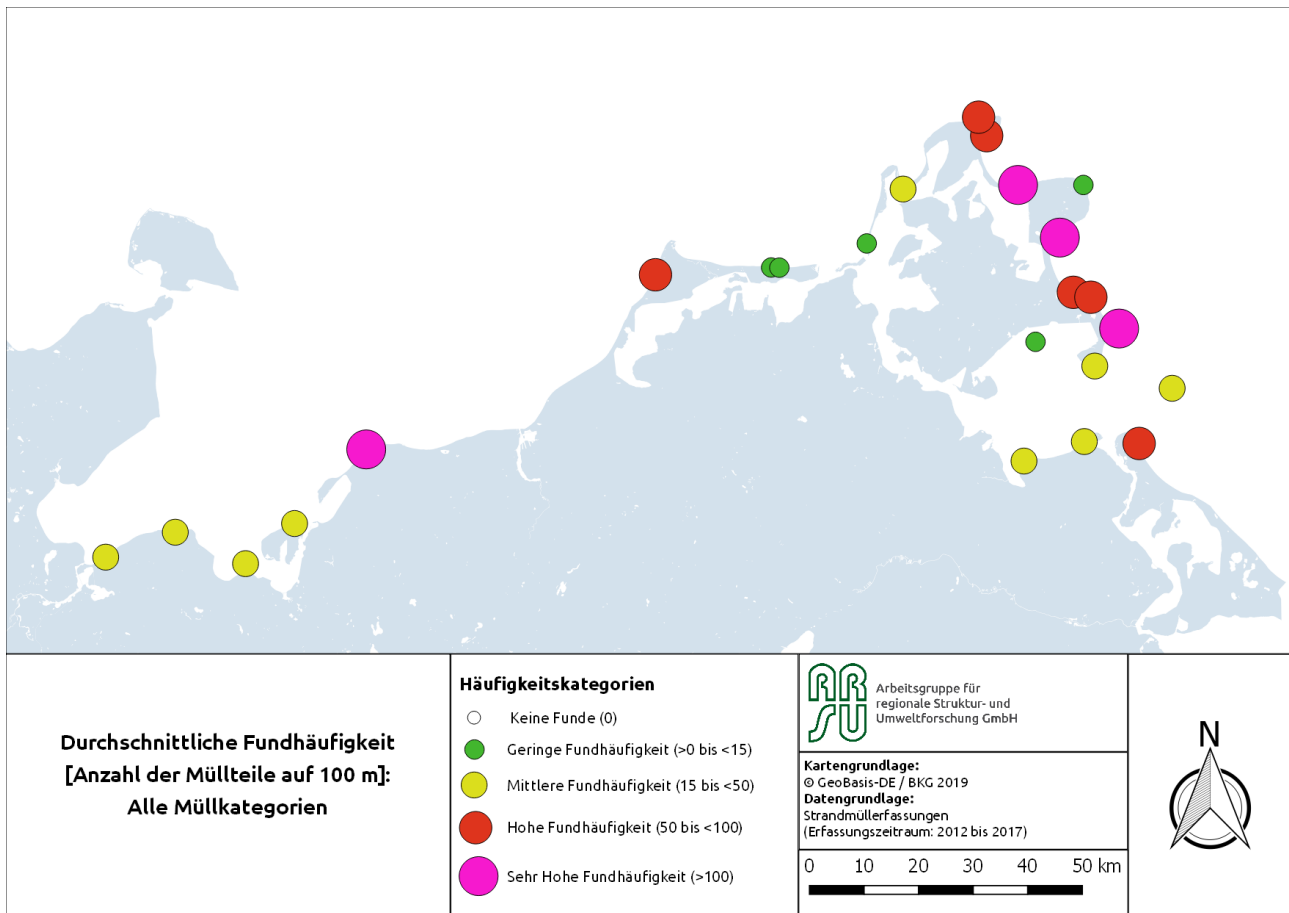 Durchschnittliche Fundhäufigkeit
[Anzahl der Müllteile auf 100 m]:
Alle Müllkategorien
Häufigkeitskategorien
Keine Funde (0)
Geringe Fundhäufigkeit (>0 bis <15)
Mittlere Fundhäufigkeit (15 bis <50)
Hohe Fundhäufigkeit (50 bis <100)
Sehr Hohe Fundhäufigkeit (>100)
ARSU
Arbeitsgruppe für
regionale Struktur- und
Umweltforschung GmbH
Kartengrundlage:
© GeoBasis-DE / BKG 2019
Datengrundlage:
Strandmüllerfassungen
(Erfassungszeitraum: 2012 bis 2017)
0 10 20 30 40 50 km
N